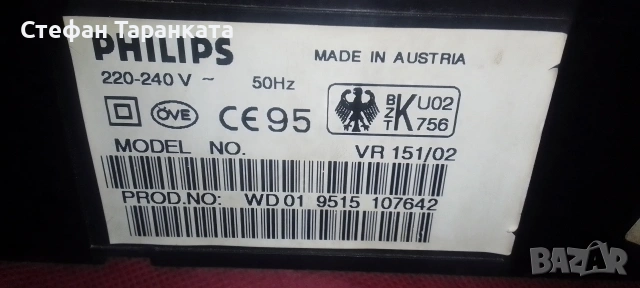 Стефан Таранката
PHILIPS
MADE IN AUSTRIA
220-240 V ~ 50Hz
ÖVE CE 95 BZT K U02 756
MODEL NO. VR 151/02
PROD.NO: WD 01 9515 107642
BAZAR